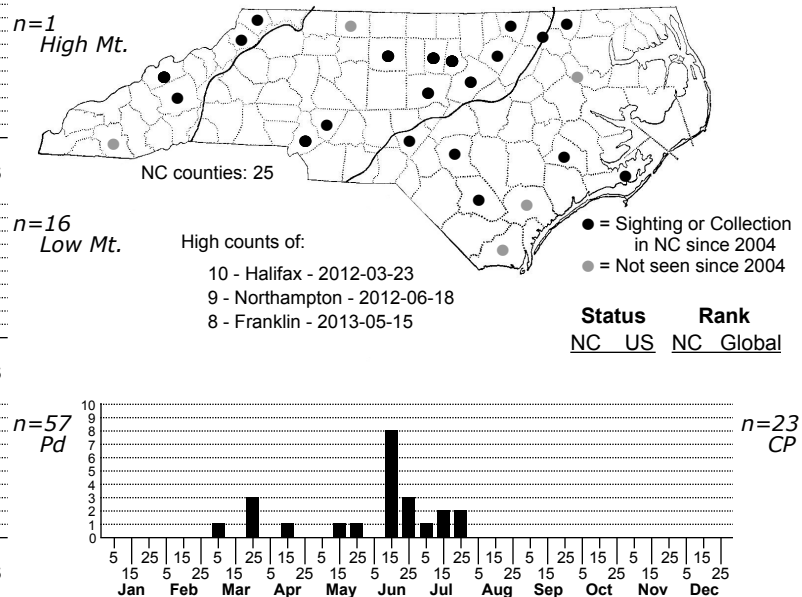 n=1
High Mt.
NC counties: 25
n=16
Low Mt.
High counts of:
10 - Halifax - 2012-03-23
9 - Northampton - 2012-06-18
8 - Franklin - 2013-05-15
= Sighting or Collection
in NC since 2004
= Not seen since 2004
Status Rank
NC US NC Global
n=57
Pd
n=23
CP
10
9
8
7
6
5
4
3
2
1
0
5 25 15 5 25 15 5 25 15 5 25 15 5 25 15 5 25 15
15 5 25 15 5 25 15 5 25 15 5 25 15 5 25 15 5 25
Jan Feb Mar Apr May Jun Jul Aug Sep Oct Nov Dec